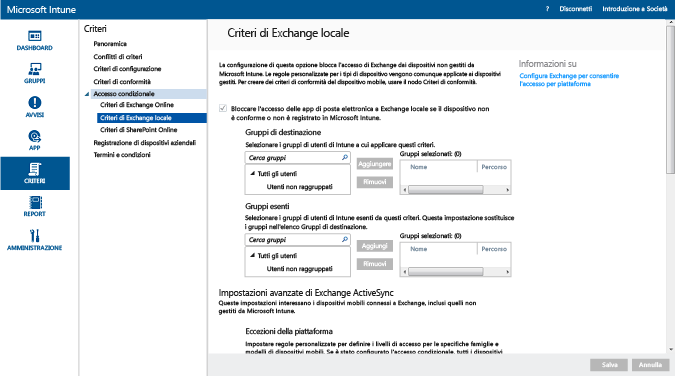 Microsoft Intune
? Disconnetti Introduzione a Società
DASHBOARD
GRUPPI
AVVISI
APP
CRITERI
REPORT
AMMINISTRAZIONE
Criteri
Panoramica
Conflitti di criteri
Criteri di configurazione
Criteri di conformità
Accesso condizionale
Criteri di Exchange Online
Criteri di Exchange locale
Criteri di SharePoint Online
Registrazione di dispositivi aziendali
Termini e condizioni
Criteri di Exchange locale
La configurazione di questa opzione blocca l'accesso di Exchange dei dispositivi non gestiti da
Microsoft Intune. Le regole personalizzate per i tipi di dispositivo vengono comunque applicate ai dispositivi
gestiti. Per creare dei criteri di conformità del dispositivo mobile, usare il nodo Criteri di conformità.
Informazioni su
Configura Exchange per consentire
l'accesso per piattaforma
Bloccare l'accesso delle app di posta elettronica a Exchange locale se il dispositivo non
è conforme o non è registrato in Microsoft Intune.
Gruppi di destinazione
Selezionare i gruppi di utenti di Intune a cui applicare questi criteri.
Cerca gruppi
Tutti gli utenti
Utenti non raggruppati
Aggiungere
Rimuovi
Gruppi selezionati: (0)
Nome Percorso
Gruppi esenti
Selezionare i gruppi di utenti di Intune esenti da questi criteri. Questa impostazione sostituisce
i gruppi nell'elenco Gruppi di destinazione.
Cerca gruppi
Tutti gli utenti
Utenti non raggruppati
Aggiungi
Rimuovi
Gruppi selezionati: (0)
Nome Percorso
Impostazioni avanzate di Exchange ActiveSync
Queste impostazioni interessano i dispositivi mobili connessi a Exchange, inclusi quelli non
gestiti da Microsoft Intune.
Eccezioni della piattaforma
Impostare regole personalizzate per definire i livelli di accesso per le specifiche famiglie e
modelli di dispositivi mobili. Se è stato configurato l'accesso condizionale, tutti i dispositivi
Salva
Annulla